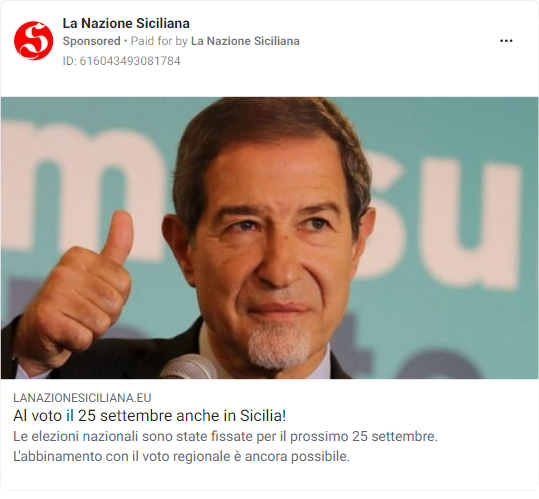 La Nazione Siciliana
Sponsored • Paid for by La Nazione Siciliana
ID: 616043493081784
m su
LANAZIONESICILIANA.EU
Al voto il 25 settembre anche in Sicilia!
Le elezioni nazionali sono state fissate per il prossimo 25 settembre.
L'abbinamento con il voto regionale è ancora possibile.